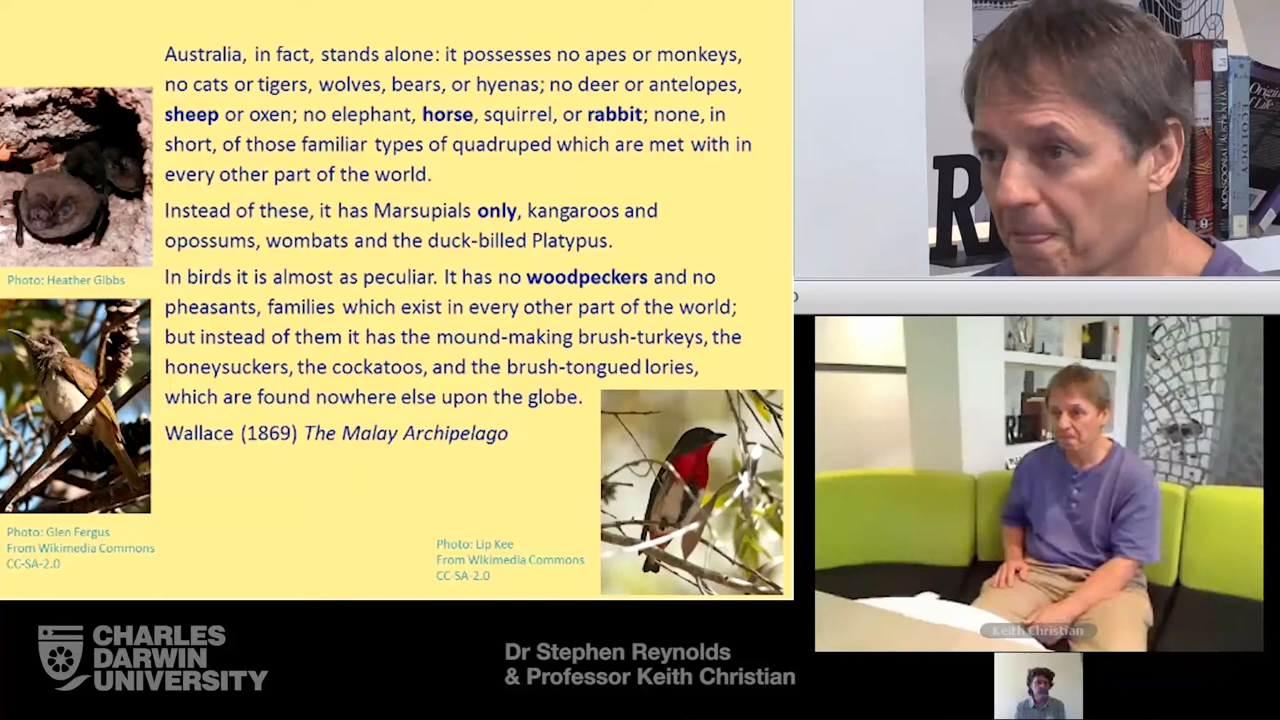 Australia, in fact, stands alone: it possesses no apes or monkeys,
no cats or tigers, wolves, bears, or hyenas; no deer or antelopes,
sheep or oxen; no elephant, horse, squirrel, or rabbit; none, in
short, of those familiar types of quadruped which are met with in
every other part of the world.
Instead of these, it has Marsupials only, kangaroos and
opossums, wombats and the duck-billed Platypus.
In birds it is almost as peculiar. It has no woodpeckers and no
pheasants, families which exist in every other part of the world;
but instead of them it has the mound-making brush-turkeys, the
honeysuckers, the cockatoos, and the brush-tongued lories,
which are found nowhere else upon the globe.
Wallace (1869) The Malay Archipelago
Photo: Heather Gibbs
Photo: Glen Fergus
From Wikimedia Commons
CC-SA-2.0
Photo: Lip Kee
From Wikimedia Commons
CC-SA-2.0
R
MONSOONAL AUSTRALIA
ECOLOGY
Origin
of Life
Keith Christian
CHARLES
DARWIN
UNIVERSITY
Dr Stephen Reynolds
& Professor Keith Christian